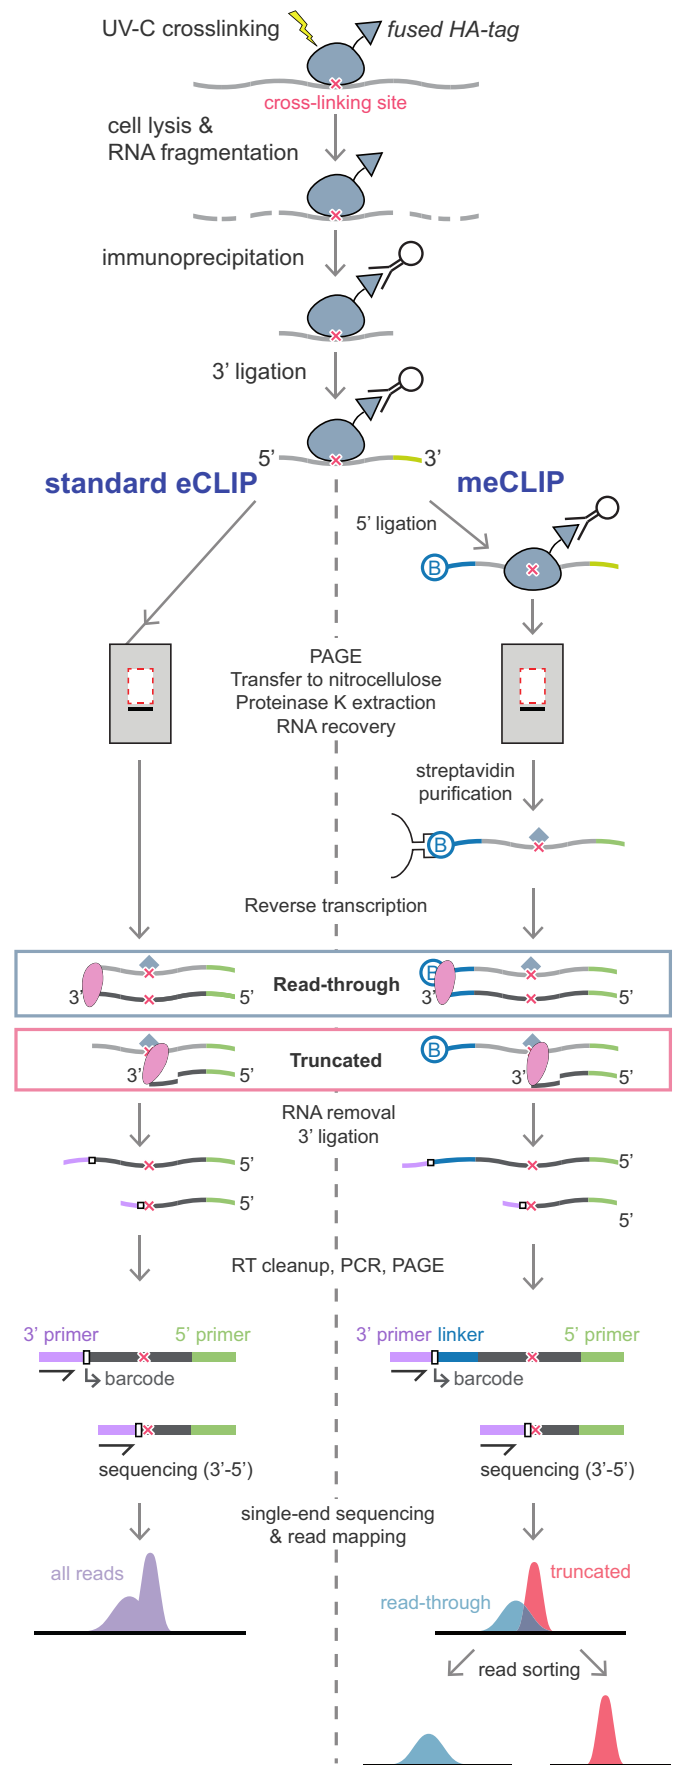 UV-C crosslinking
fused HA-tag
cross-linking site
cell lysis &
RNA fragmentation
immunoprecipitation
3’ ligation
5’
3’
standard eCLIP
meCLIP
5’ ligation
B
PAGE
Transfer to nitrocellulose
Proteinase K extraction
RNA recovery
streptavidin
purification
B
Reverse transcription
B
Read-through
3’
5’
3’
5’
B
Truncated
3’
5’
3’
5’
RNA removal
3’ ligation
5’
5’
5’
5’
RT cleanup, PCR, PAGE
3’ primer
5’ primer
3’ primer linker
5’ primer
barcode
barcode
sequencing (3’-5’)
sequencing (3’-5’)
single-end sequencing
& read mapping
all reads
truncated
read-through
read sorting